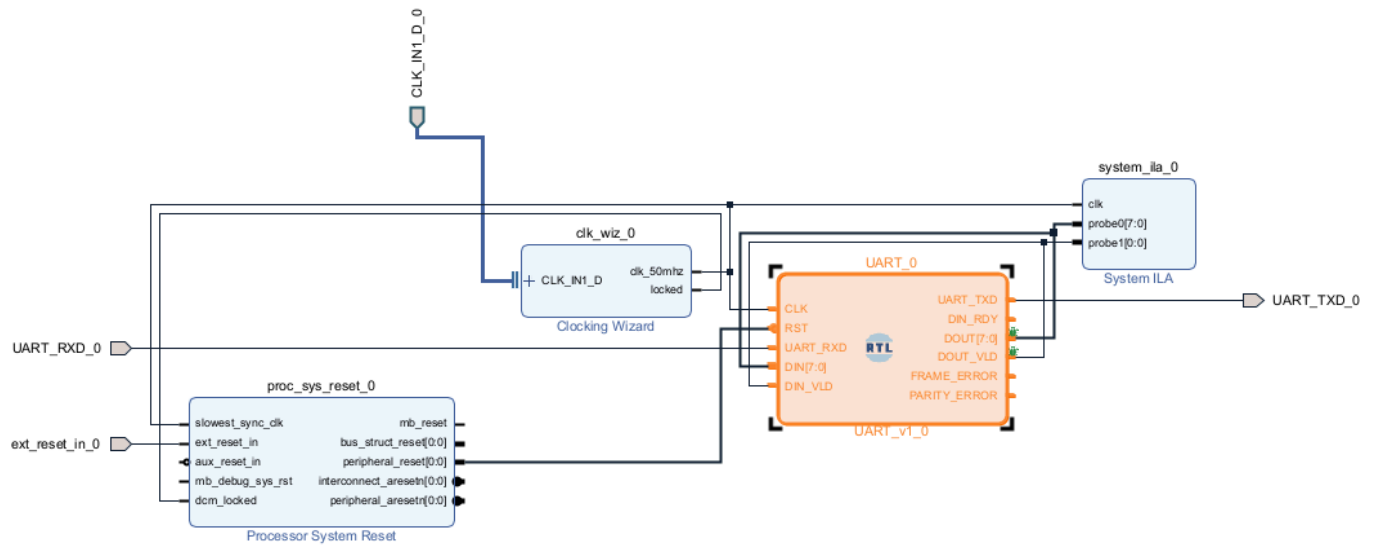 CLK_IN1_D_0
system_ila_0
clk
probe0[7:0]
probe1[0:0]
System ILA
clk_wiz_0
CLK_IN1_D
clk_50mhz
locked
Clocking Wizard
UART_0
CLK
RST
UART_RXD
DIN[7:0]
DIN_VLD
RTL
UART_TXD
DIN_RDY
DOUT[7:0]
DOUT_VLD
FRAME_ERROR
PARITY_ERROR
UART_v1_0
UART_TXD_0
UART_RXD_0
ext_reset_in_0
proc_sys_reset_0
slowest_sync_clk
ext_reset_in
aux_reset_in
mb_debug_sys_rst
dcm_locked
mb_reset
bus_struct_reset[0:0]
peripheral_reset[0:0]
interconnect_aresetn[0:0]
peripheral_aresetn[0:0]
Processor System Reset